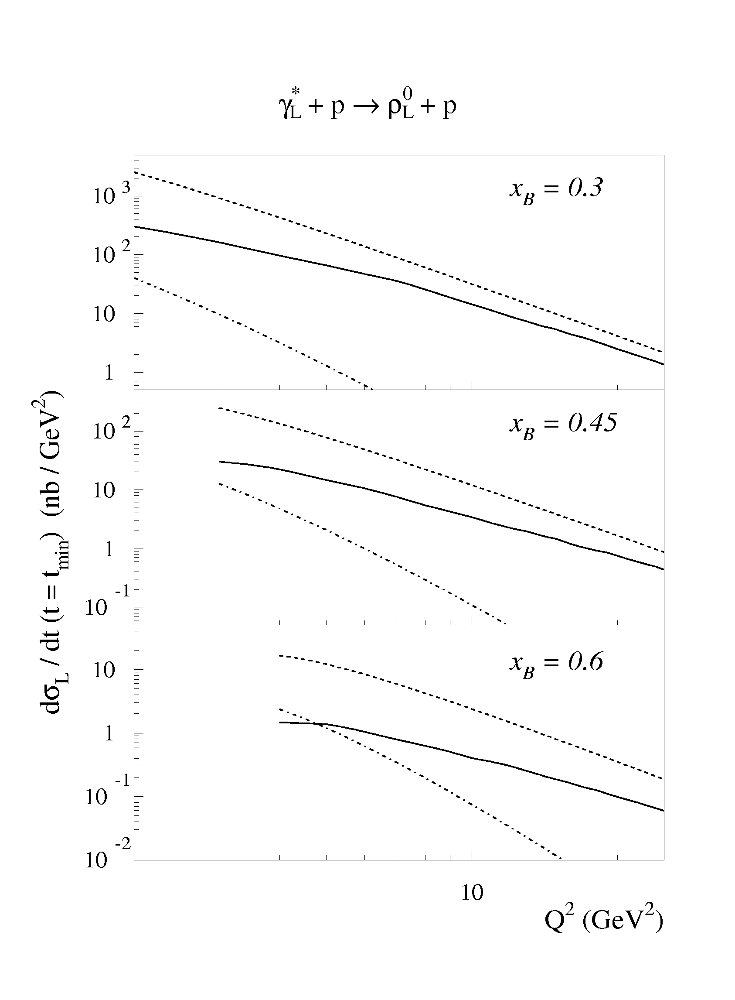 γ*L + p → ρ0L + p
xB = 0.3
10 3
10 2
10
1
xB = 0.45
10 2
10
1
10 -1
xB = 0.6
10
1
10 -1
10 -2
dσL / dt (t = tmin) (nb / GeV2)
10
Q2 (GeV2)